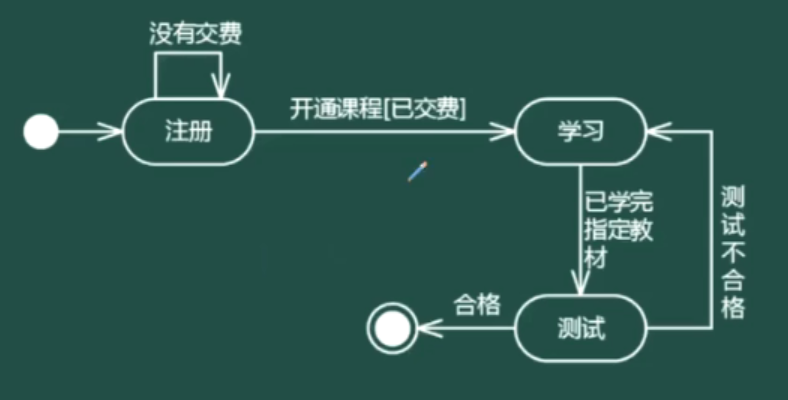 没有交费
注册
开通课程[已交费]
学习
已学完
指定教
材
测试不合格
合格
测试